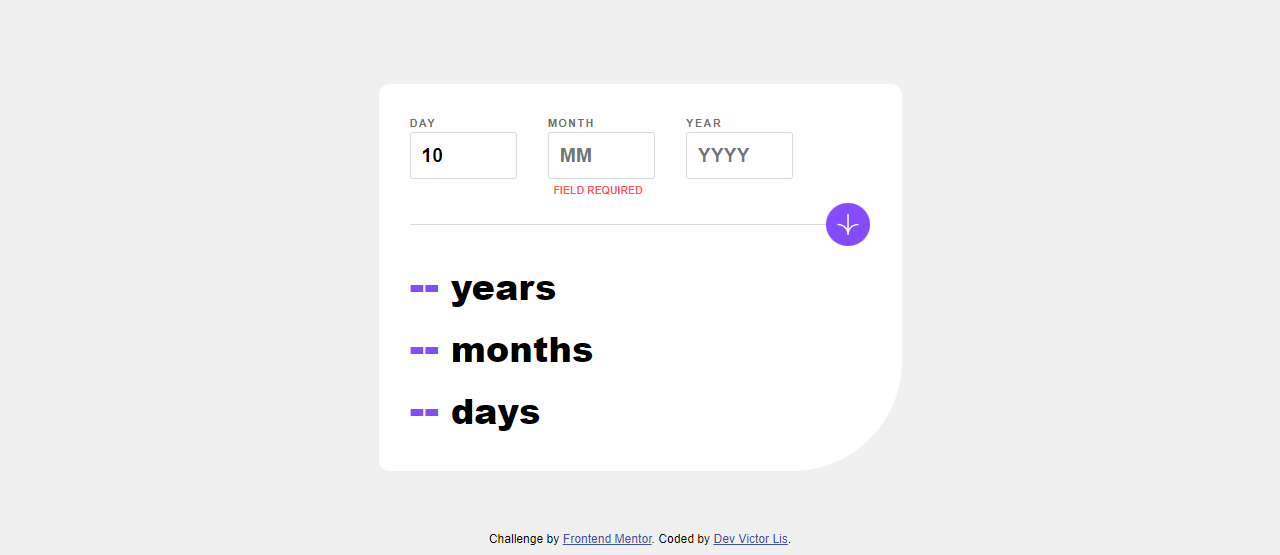 DAY MONTH YEAR
10 MM YYYY
FIELD REQUIRED
-- years
-- months
-- days
Challenge by Frontend Mentor. Coded by Dev Victor Lis.